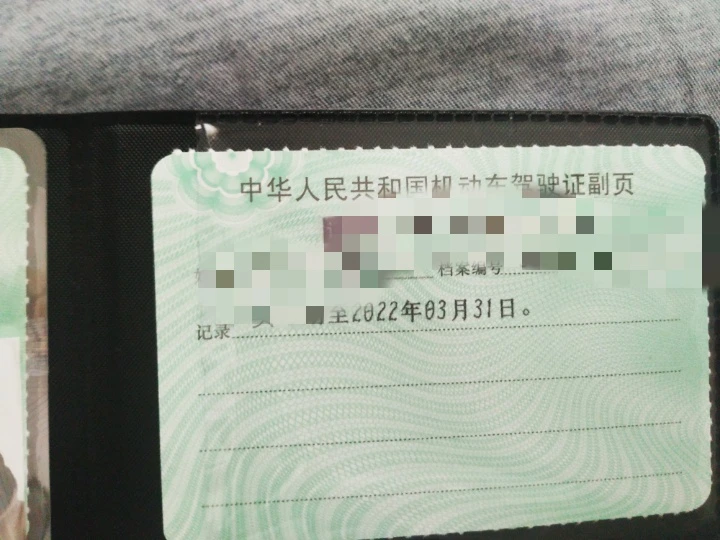 中华人民共和国机动车驾驶证副页
档案编号
记录 至2022年03月31日。